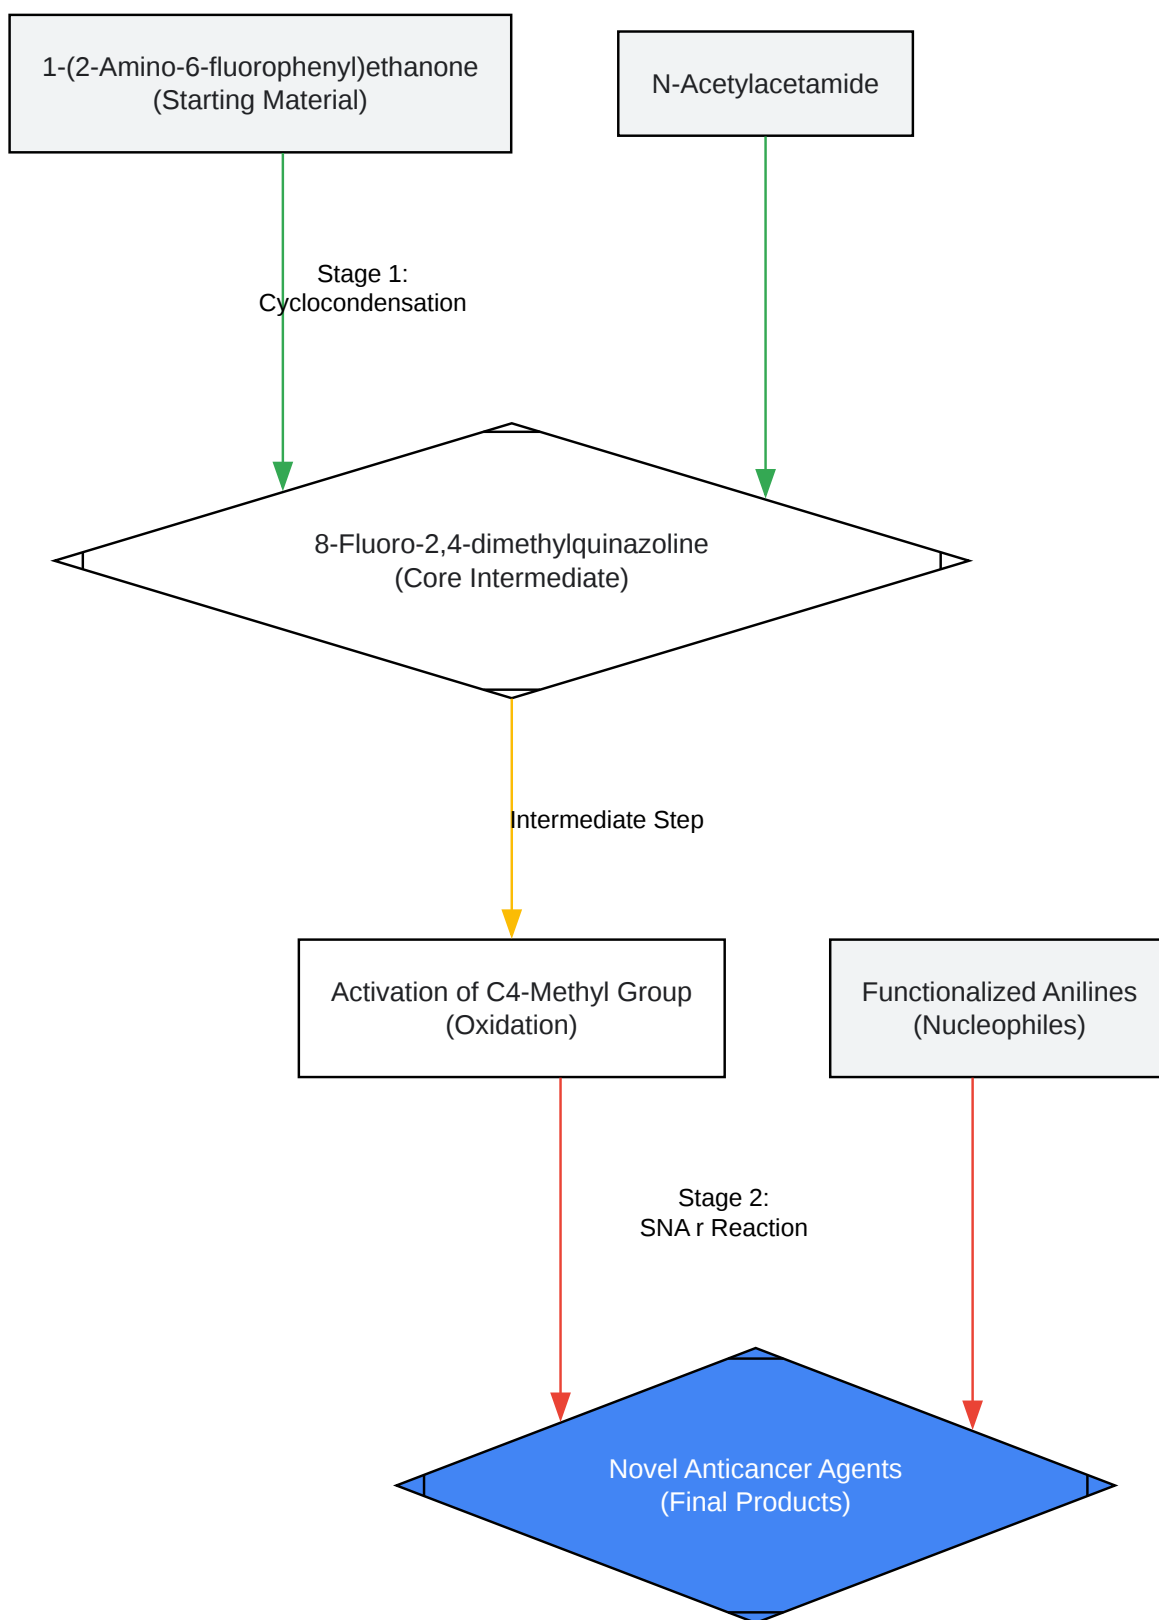 1-(2-Amino-6-fluorophenyl)ethanone
(Starting Material)
N-Acetylacetamide
Stage 1:
Cyclocondensation
8-Fluoro-2,4-dimethylquinazoline
(Core Intermediate)
Intermediate Step
Activation of C4-Methyl Group
(Oxidation)
Functionalized Anilines
(Nucleophiles)
Stage 2:
SNA r Reaction
Novel Anticancer Agents
(Final Products)